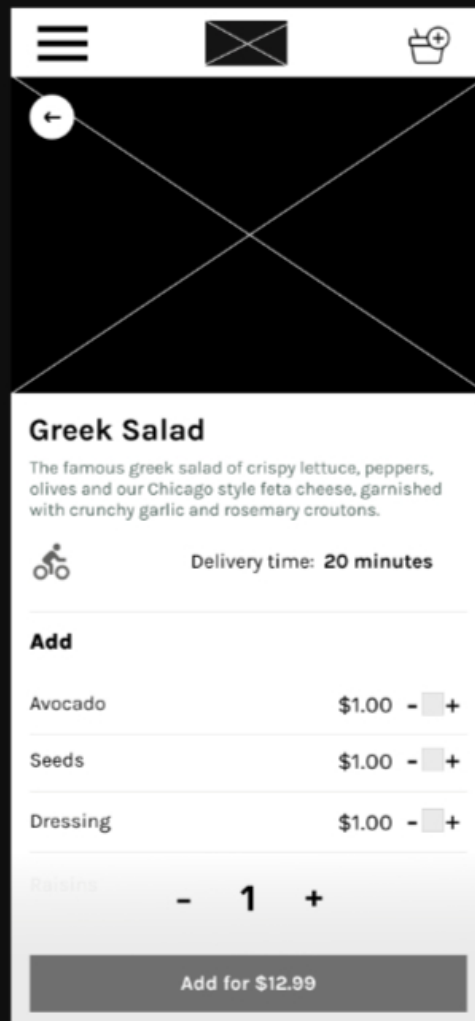 Greek Salad
The famous greek salad of crispy lettuce, peppers,
olives and our Chicago style feta cheese, garnished
with crunchy garlic and rosemary croutons.
Delivery time: 20 minutes
Add
Avocado $1.00 - +
Seeds $1.00 - +
Dressing $1.00 - +
Raisins
- 1 +
Add for $12.99